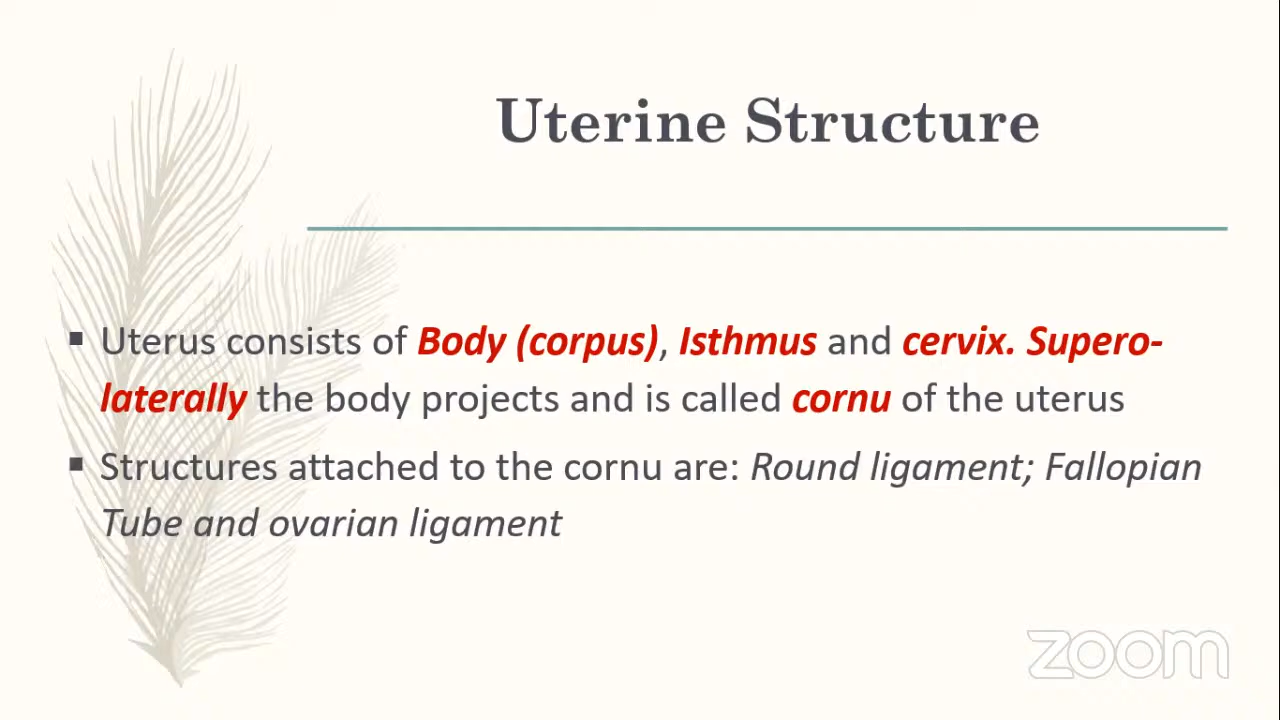 Uterine Structure
▪ Uterus consists of Body (corpus), Isthmus and cervix. Supero-
laterally the body projects and is called cornu of the uterus
▪ Structures attached to the cornu are: Round ligament; Fallopian
Tube and ovarian ligament
zoom